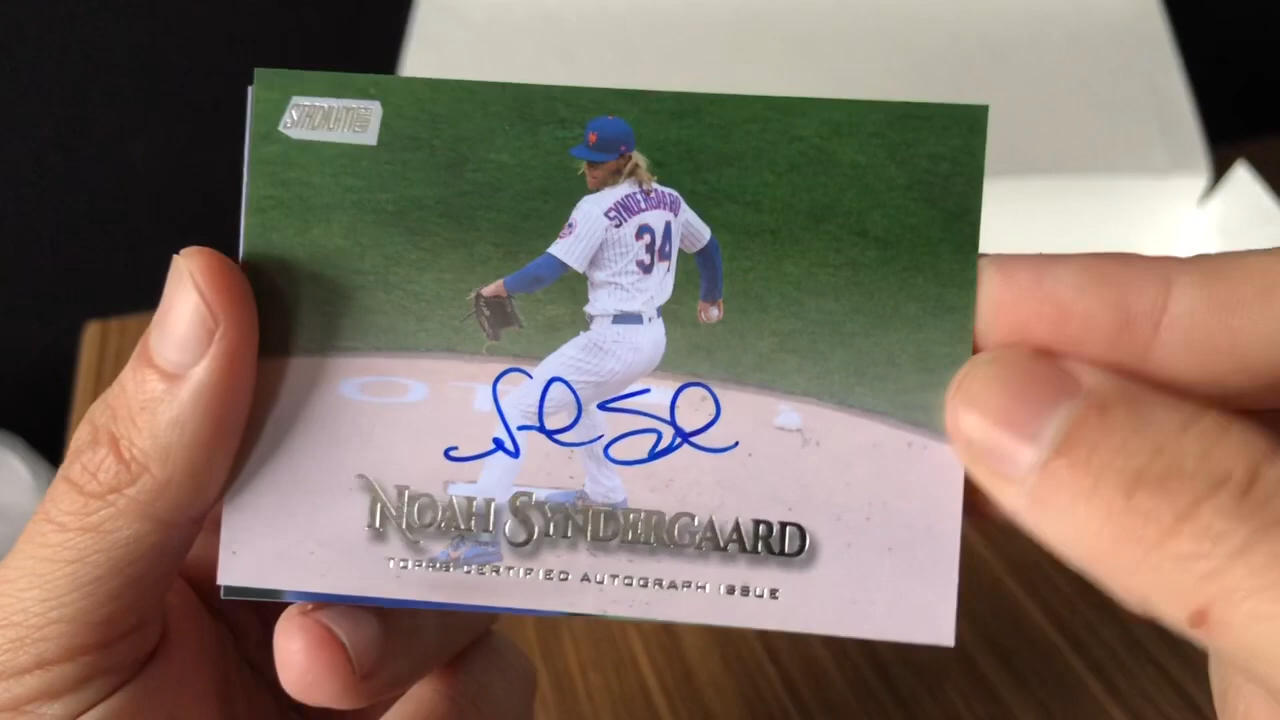 STADIUM CLUB
SYNDERGAARD
34
NOAH SYNDERGAARD
TOPPS CERTIFIED AUTOGRAPH ISSUE